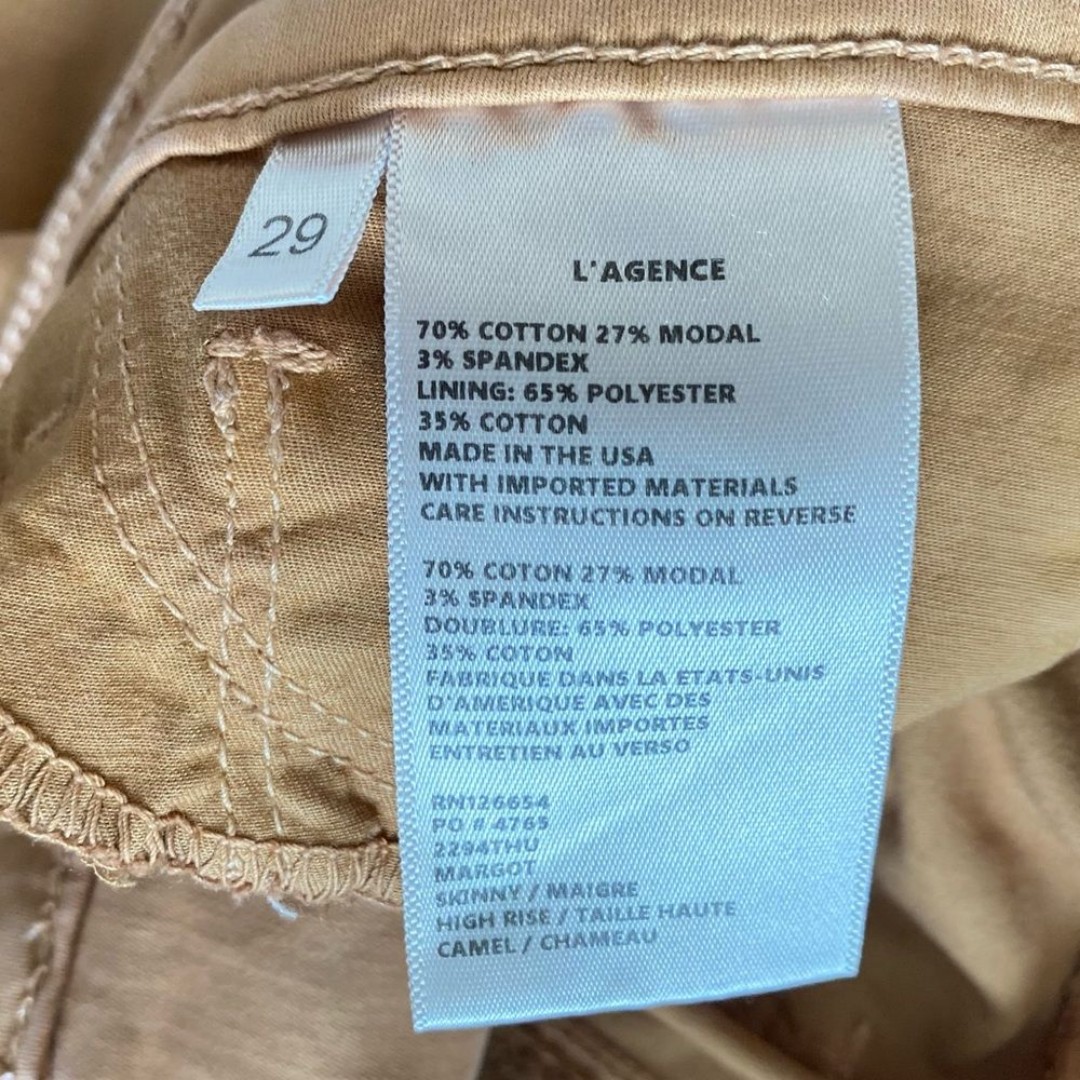 29
L'AGENCE
70% COTTON 27% MODAL
3% SPANDEX
LINING: 65% POLYESTER
35% COTTON
MADE IN THE USA
WITH IMPORTED MATERIALS
CARE INSTRUCTIONS ON REVERSE
70% COTON 27% MODAL
3% SPANDEX
DOUBLURE: 65% POLYESTER
35% COTON
FABRIQUE DANS LA ETATS-UNIS
D'AMERIQUE AVEC DES
MATERIAUX IMPORTES
ENTRETIEN AU VERSO
RN126654
PO # 4765
2294THU
MARGOT
SKINNY / MAIGRE
HIGH RISE / TAILLE HAUTE
CAMEL / CHAMEAU